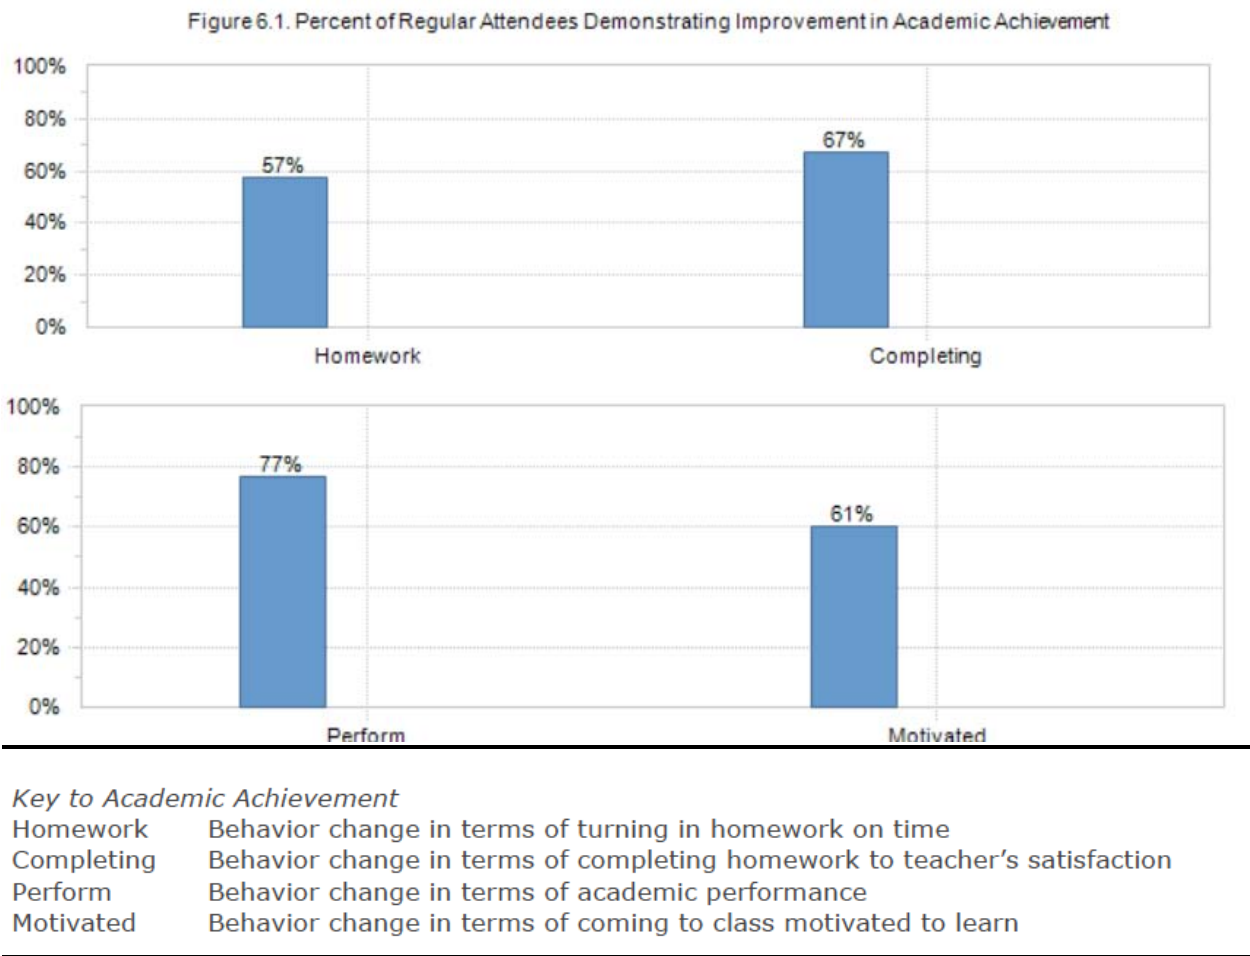 Figure 6.1. Percent of Regular Attendees Demonstrating Improvement in Academic Achievement
100%
80%
60%
40%
20%
0%
57%
67%
Homework Completing
100%
80%
60%
40%
20%
0%
77%
61%
Perform Motivated
Key to Academic Achievement
Homework Behavior change in terms of turning in homework on time
Completing Behavior change in terms of completing homework to teacher's satisfaction
Perform Behavior change in terms of academic performance
Motivated Behavior change in terms of coming to class motivated to learn